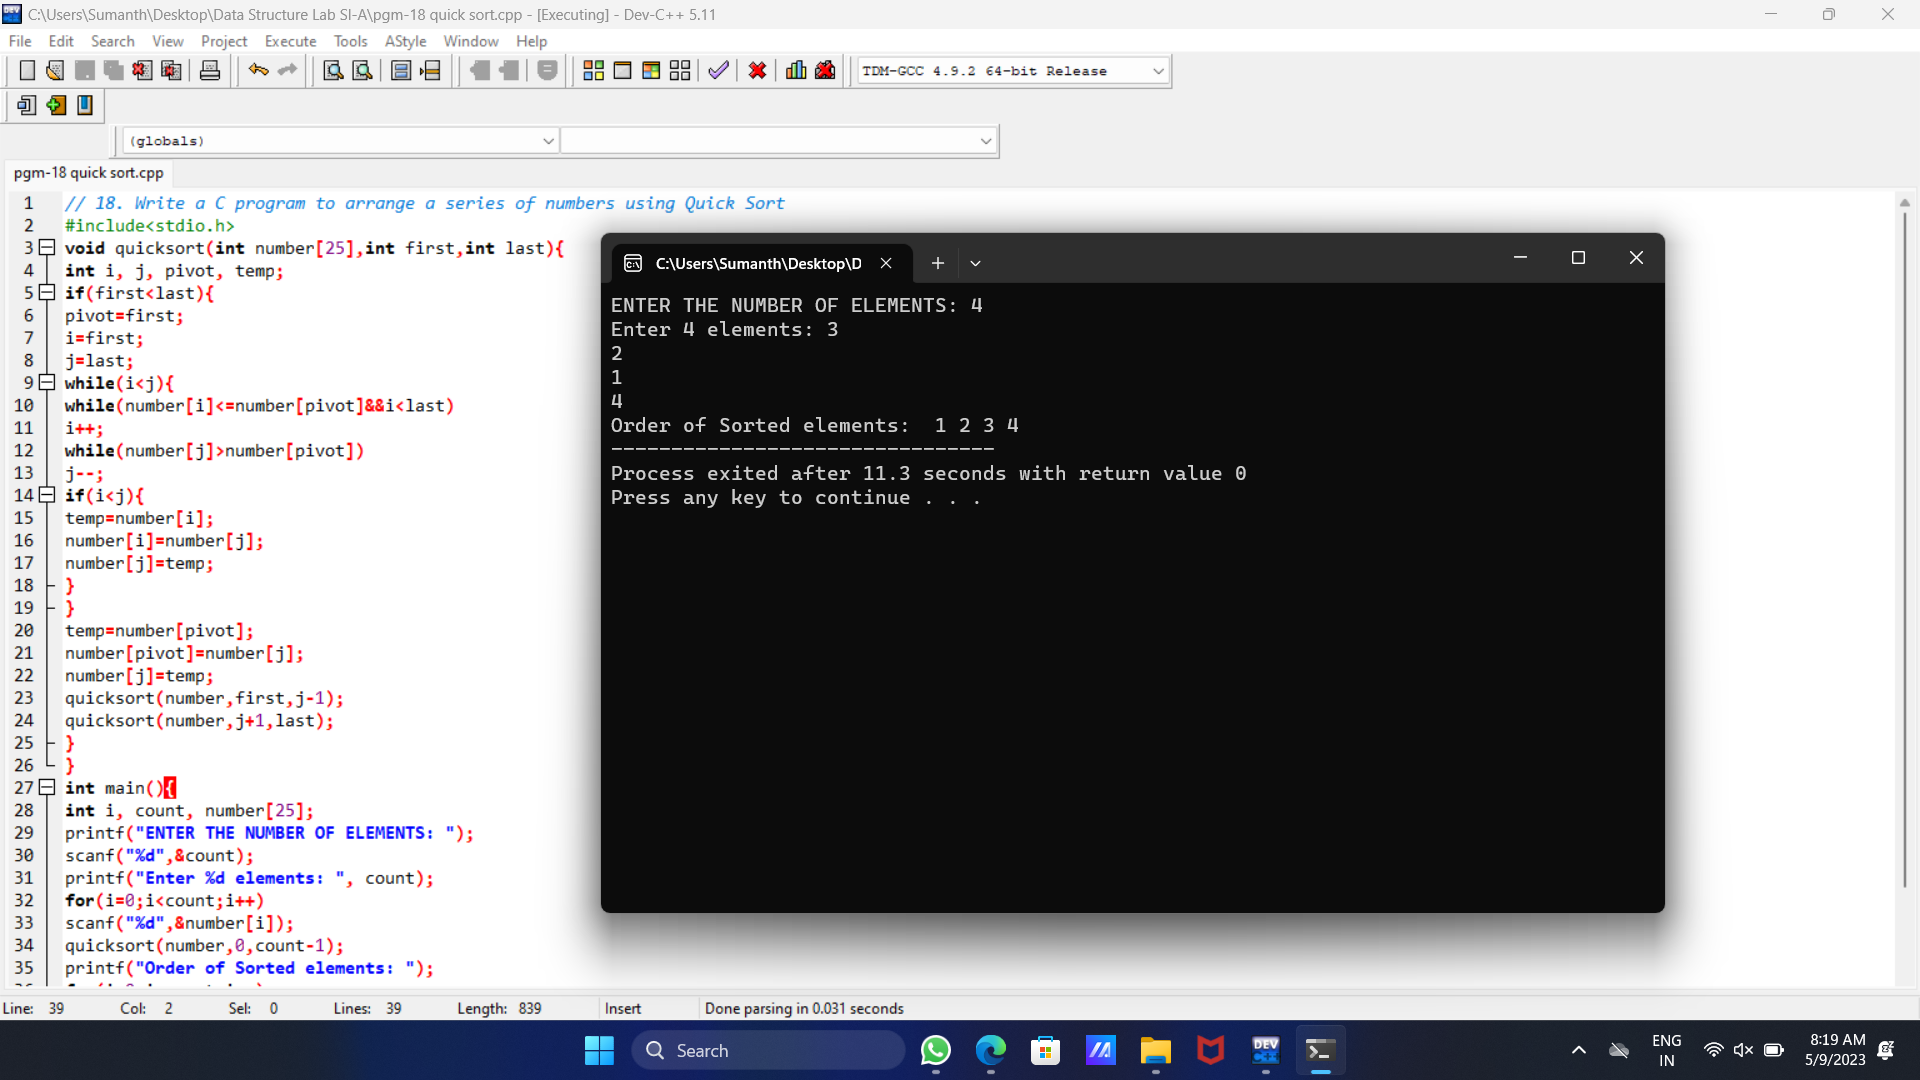 C:\Users\Sumanth\Desktop\Data Structure Lab SI-A\pgm-18 quick sort.cpp - [Executing] - Dev-C++ 5.11
File Edit Search View Project Execute Tools AStyle Window Help
TDM-GCC 4.9.2 64-bit Release
(globals)
pgm-18 quick sort.cpp
1 // 18. Write a C program to arrange a series of numbers using Quick Sort
2 #include<stdio.h>
3 void quicksort(int number[25],int first,int last){
4 int i, j, pivot, temp;
5 if(first<last){
6 pivot=first;
7 i=first;
8 j=last;
9 while(i<j){
10 while(number[i]<=number[pivot]&&i<last)
11 i++;
12 while(number[j]>number[pivot])
13 j--;
14 if(i<j){
15 temp=number[i];
16 number[i]=number[j];
17 number[j]=temp;
18 }
19 }
20 temp=number[pivot];
21 number[pivot]=number[j];
22 number[j]=temp;
23 quicksort(number,first,j-1);
24 quicksort(number,j+1,last);
25 }
26 }
27 int main(){
28 int i, count, number[25];
29 printf("ENTER THE NUMBER OF ELEMENTS: ");
30 scanf("%d",&count);
31 printf("Enter %d elements: ", count);
32 for(i=0;i<count;i++)
33 scanf("%d",&number[i]);
34 quicksort(number,0,count-1);
35 printf("Order of Sorted elements: ");
C:\Users\Sumanth\Desktop\D
ENTER THE NUMBER OF ELEMENTS: 4
Enter 4 elements: 3
2
1
4
Order of Sorted elements:  1 2 3 4
--------------------------------
Process exited after 11.3 seconds with return value 0
Press any key to continue . . .
Line: 39 Col: 2 Sel: 0 Lines: 39 Length: 839 Insert Done parsing in 0.031 seconds
Search
DEV
C++
ENG
IN
8:19 AM
5/9/2023